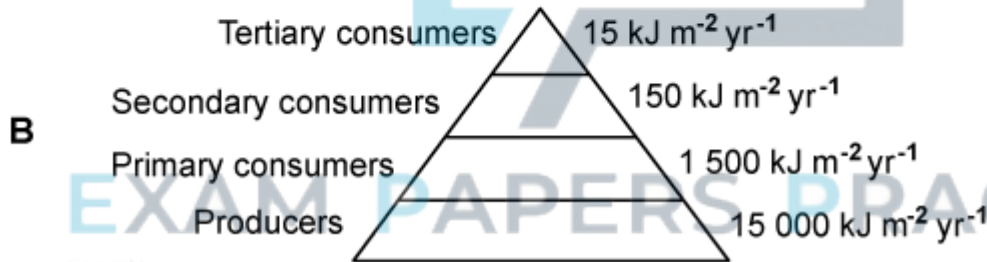 Tertiary consumers 15 kJ m⁻² yr⁻¹
Secondary consumers 150 kJ m⁻² yr⁻¹
B
Primary consumers 1 500 kJ m⁻² yr⁻¹
EXAM PAPERS PRA
Producers 15 000 kJ m⁻² yr⁻¹